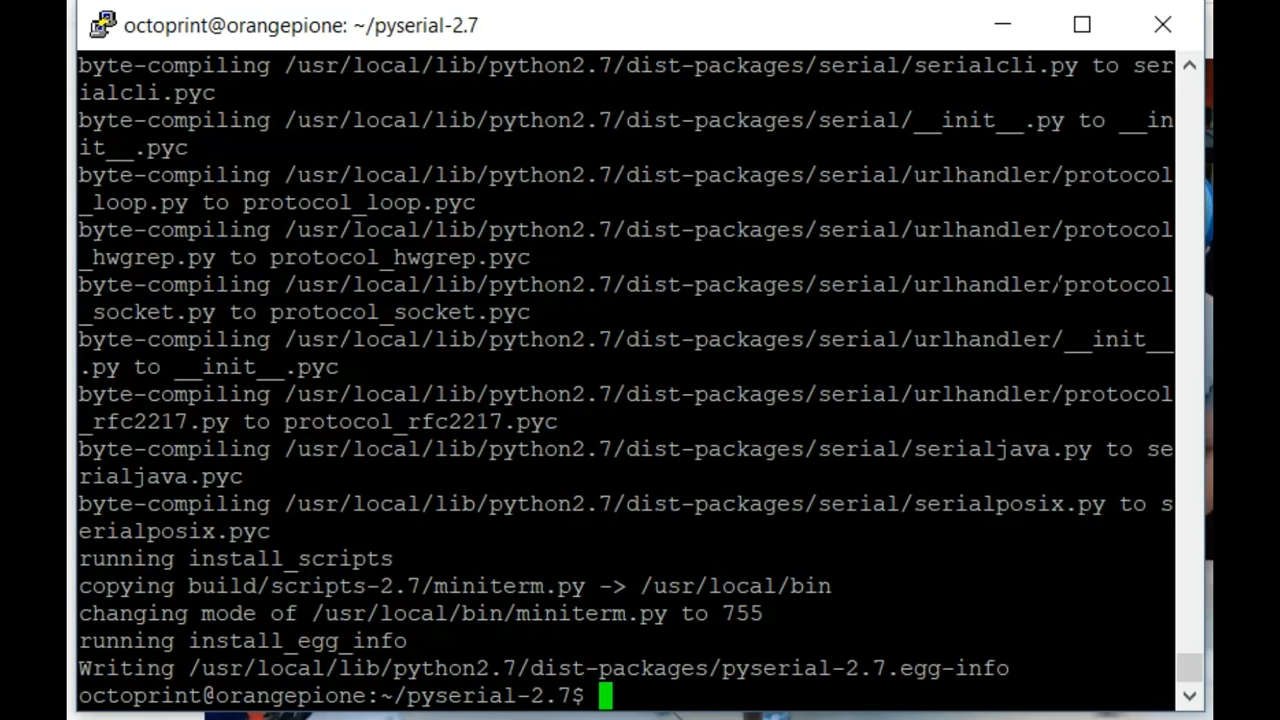 octoprint@orangepione: ~/pyserial-2.7
byte-compiling /usr/local/lib/python2.7/dist-packages/serial/serialcli.py to ser
ialcli.pyc
byte-compiling /usr/local/lib/python2.7/dist-packages/serial/__init__.py to __in
it__.pyc
byte-compiling /usr/local/lib/python2.7/dist-packages/serial/urlhandler/protocol
_loop.py to protocol_loop.pyc
byte-compiling /usr/local/lib/python2.7/dist-packages/serial/urlhandler/protocol
_hwgrep.py to protocol_hwgrep.pyc
byte-compiling /usr/local/lib/python2.7/dist-packages/serial/urlhandler/protocol
_socket.py to protocol_socket.pyc
byte-compiling /usr/local/lib/python2.7/dist-packages/serial/urlhandler/__init__
.py to __init__.pyc
byte-compiling /usr/local/lib/python2.7/dist-packages/serial/urlhandler/protocol
_rfc2217.py to protocol_rfc2217.pyc
byte-compiling /usr/local/lib/python2.7/dist-packages/serial/serialjava.py to se
rialjava.pyc
byte-compiling /usr/local/lib/python2.7/dist-packages/serial/serialposix.py to s
erialposix.pyc
running install_scripts
copying build/scripts-2.7/miniterm.py -> /usr/local/bin
changing mode of /usr/local/bin/miniterm.py to 755
running install_egg_info
Writing /usr/local/lib/python2.7/dist-packages/pyserial-2.7.egg-info
octoprint@orangepione:~/pyserial-2.7$